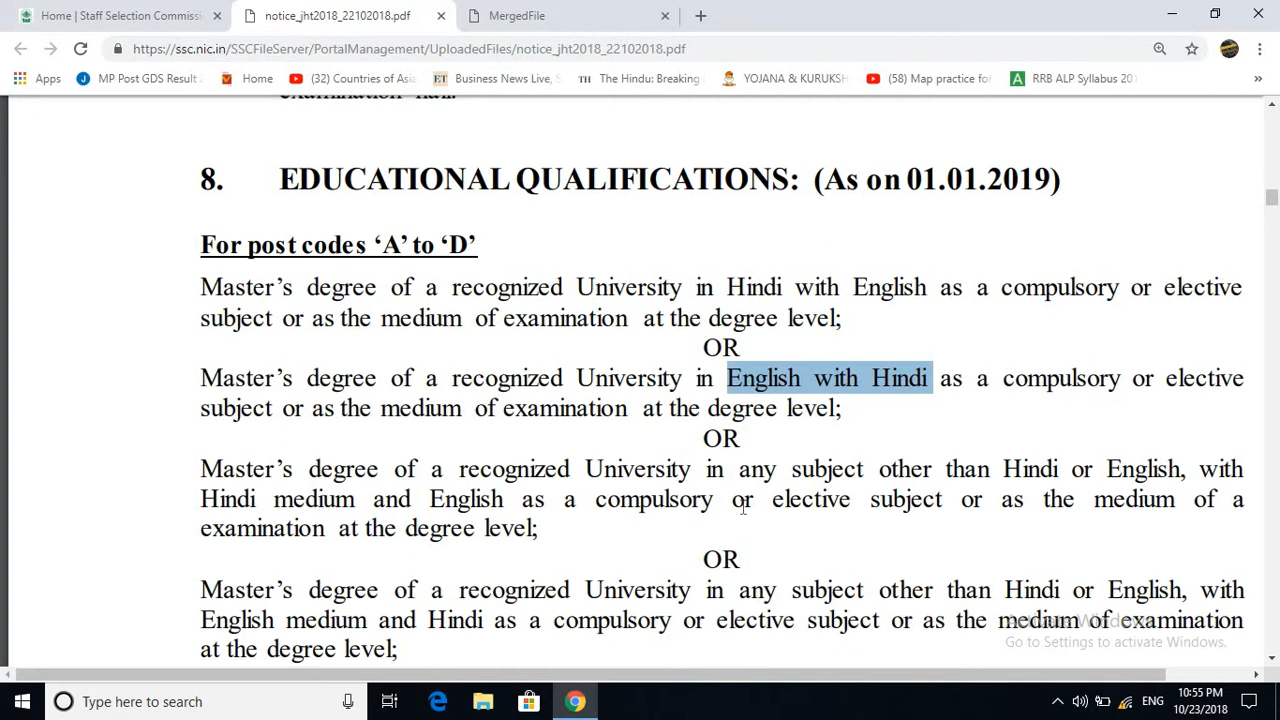 Home | Staff Selection Commissi
notice_jht2018_22102018.pdf
MergedFile
https://ssc.nic.in/SSCFileServer/PortalManagement/UploadedFiles/notice_jht2018_22102018.pdf
Apps
MP Post GDS Result
Home
(32) Countries of Asia
Business News Live, S
The Hindu: Breaking
YOJANA & KURUKSH
(58) Map practice for
RRB ALP Syllabus 201
»
examination hall.
8. EDUCATIONAL QUALIFICATIONS: (As on 01.01.2019)
For post codes ‘A’ to ‘D’
Master’s degree of a recognized University in Hindi with English as a compulsory or elective
subject or as the medium of examination at the degree level;
OR
Master’s degree of a recognized University in English with Hindi as a compulsory or elective
subject or as the medium of examination at the degree level;
OR
Master’s degree of a recognized University in any subject other than Hindi or English, with
Hindi medium and English as a compulsory or elective subject or as the medium of a
examination at the degree level;
OR
Master’s degree of a recognized University in any subject other than Hindi or English, with
English medium and Hindi as a compulsory or elective subject or as the medium of examination
at the degree level;
Activate Windows
Go to Settings to activate Windows.
Type here to search
ENG
10:55 PM
10/23/2018